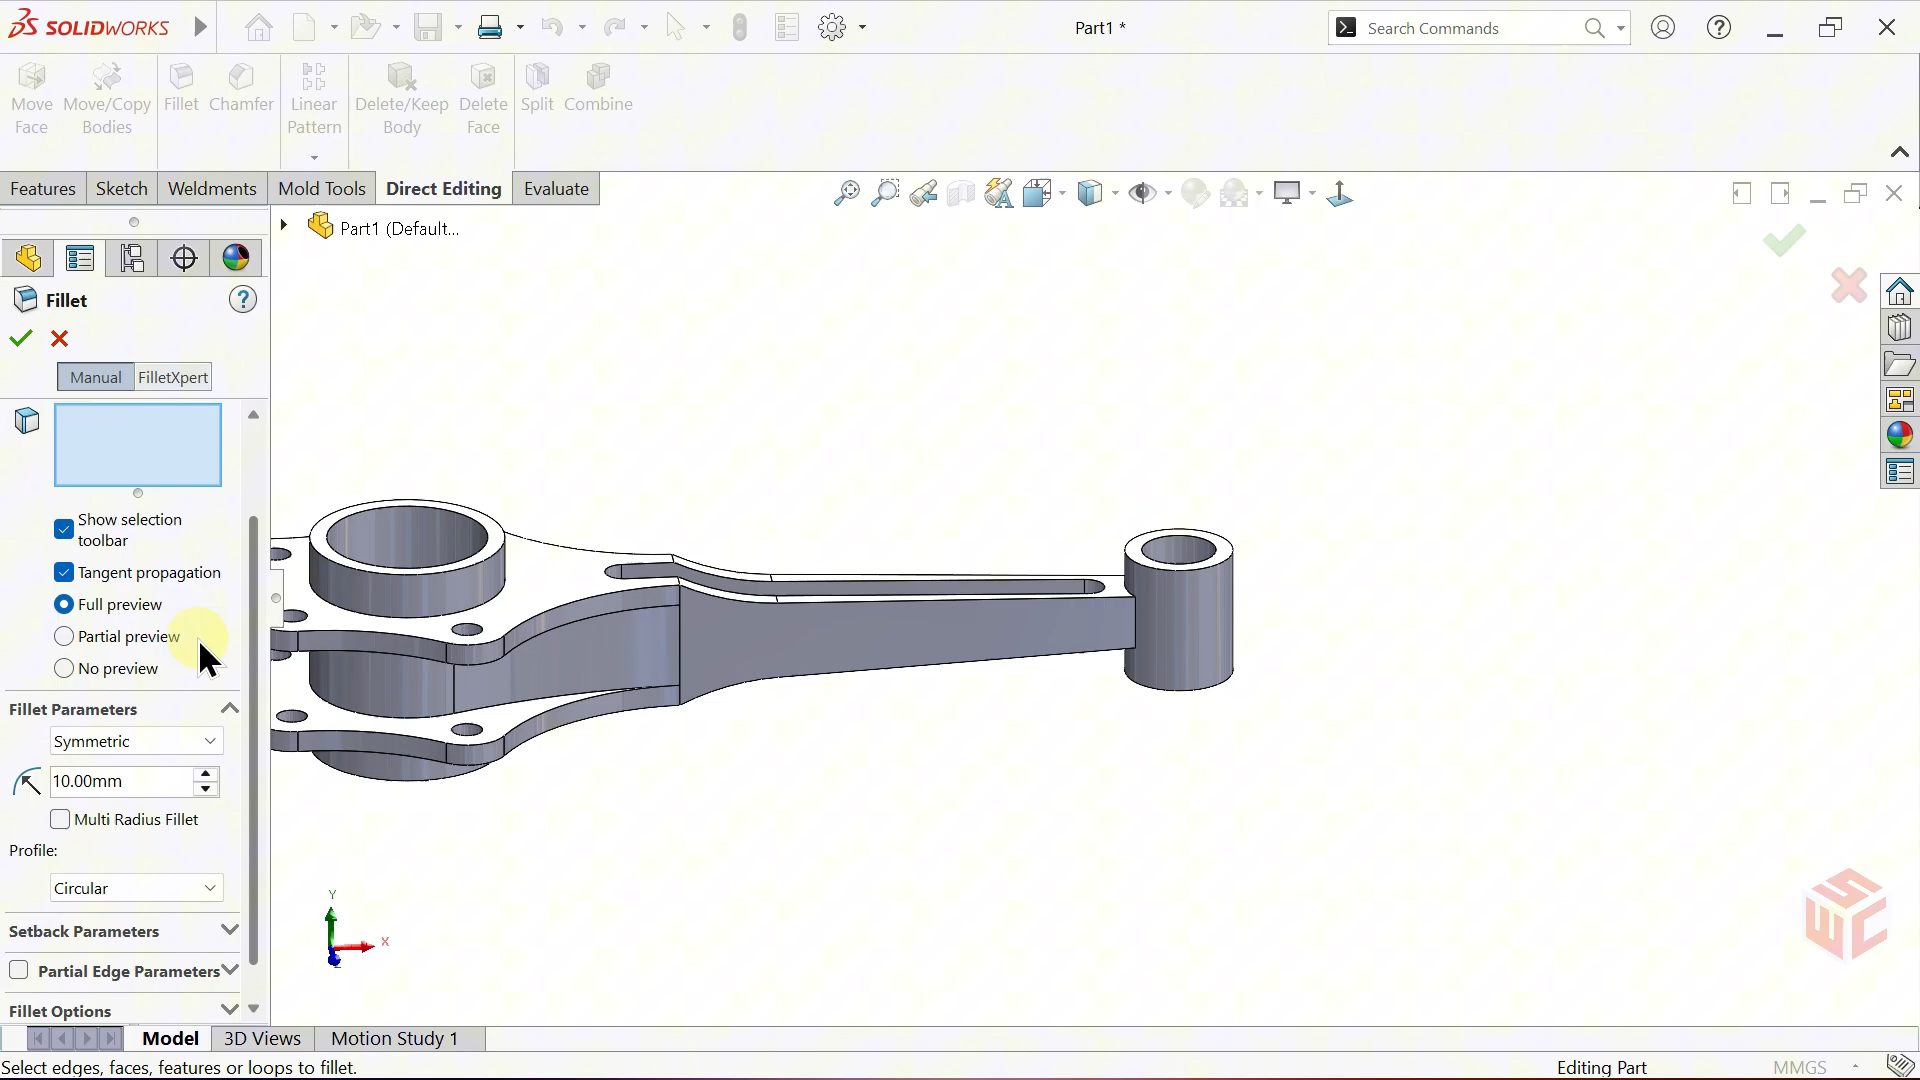 SOLIDWORKS
Part1 *
Search Commands
Move Face
Move/Copy Bodies
Fillet
Chamfer
Linear Pattern
Delete/Keep Body
Delete Face
Split
Combine
Features
Sketch
Weldments
Mold Tools
Direct Editing
Evaluate
Part1 (Default...
Fillet
Manual
FilletXpert
Show selection
toolbar
Tangent propagation
Full preview
Partial preview
No preview
Fillet Parameters
Symmetric
10.00mm
Multi Radius Fillet
Profile:
Circular
Setback Parameters
Partial Edge Parameters
Fillet Options
Y
X
SWC
Model
3D Views
Motion Study 1
Select edges, faces, features or loops to fillet.
Editing Part
MMGS